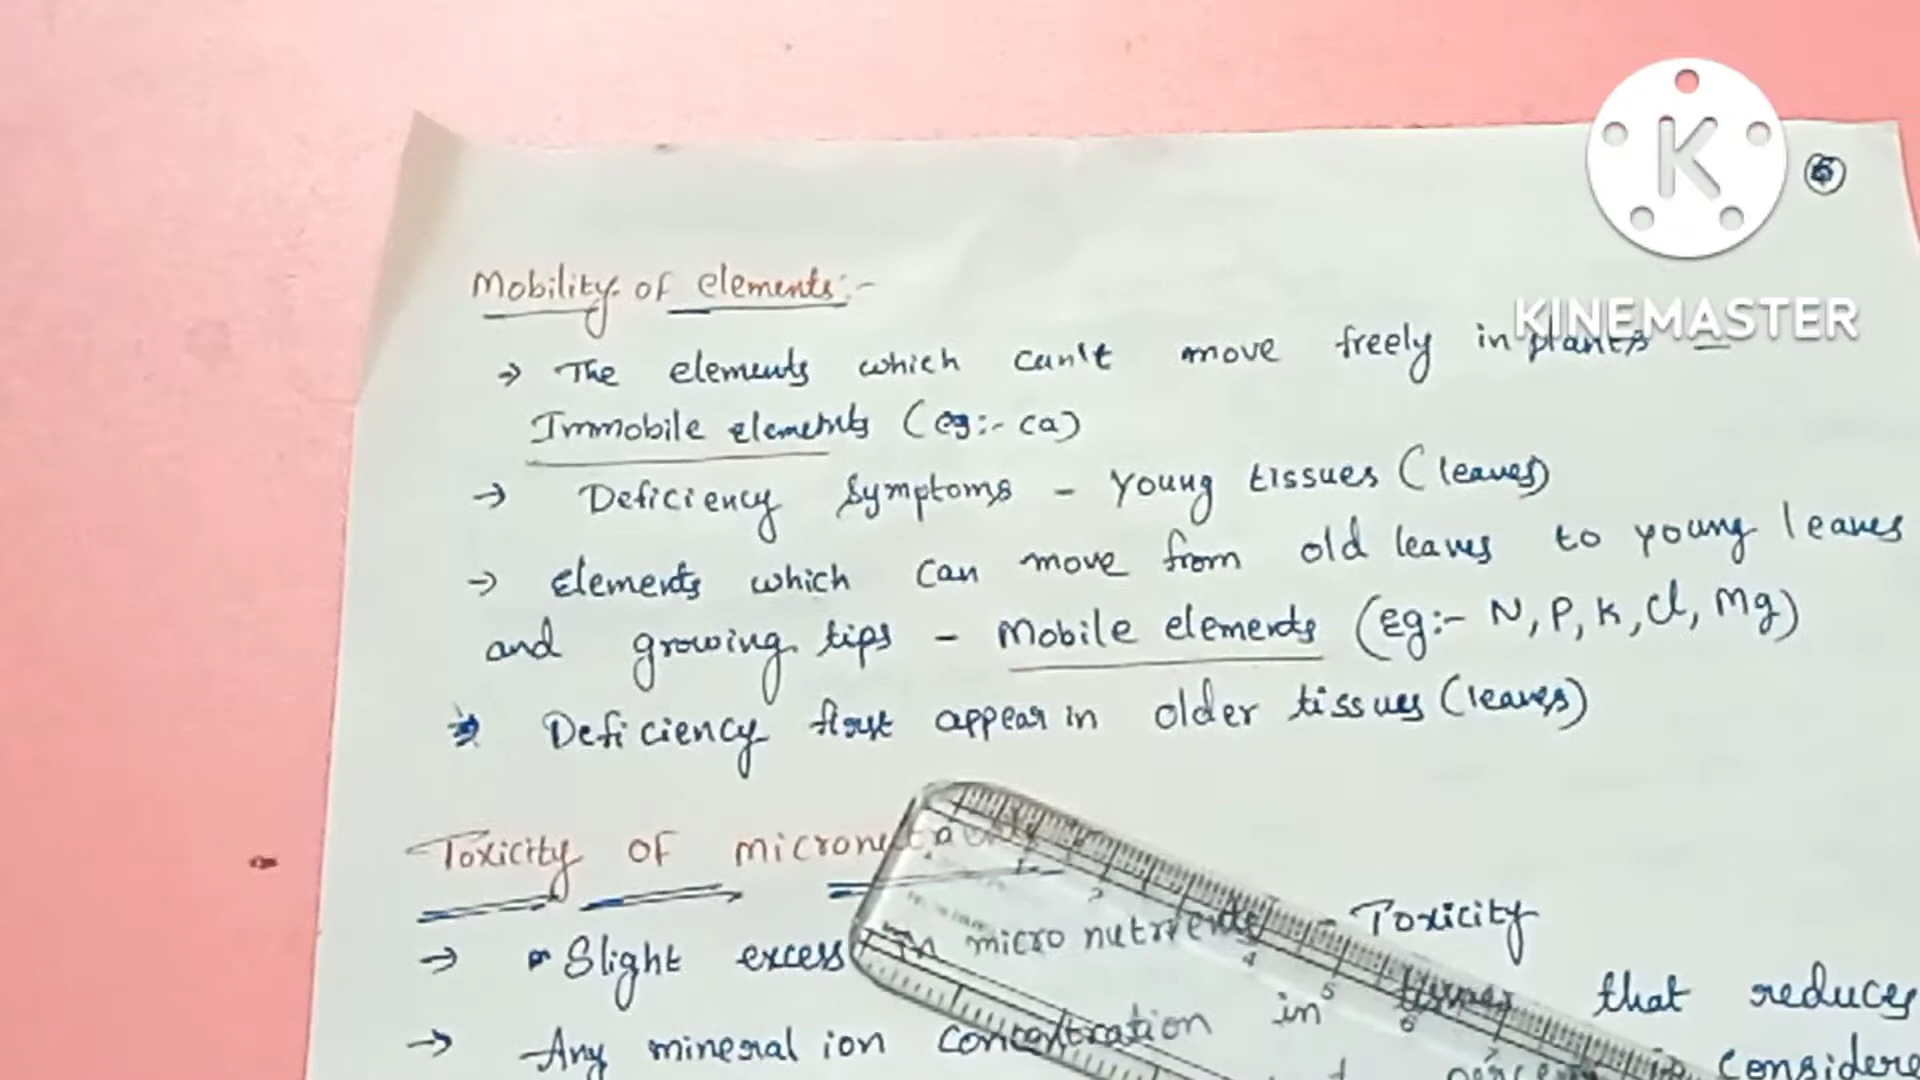 K
KINEMASTER
5
Mobility of elements:-
→ The elements which can't move freely in plants –
Immobile elements (eg:- ca)
→ Deficiency symptoms - young tissues (leaves)
→ Elements which can move from old leaves to young leaves
and growing tips – Mobile elements (Eg:- N, P, K, Cl, Mg)
→ Deficiency first appear in older tissues (leaves)
Toxicity of micronutrients
→ Slight excess in micro nutrients – Toxicity
→ Any mineral ion concentration in tissues that reduces
considere